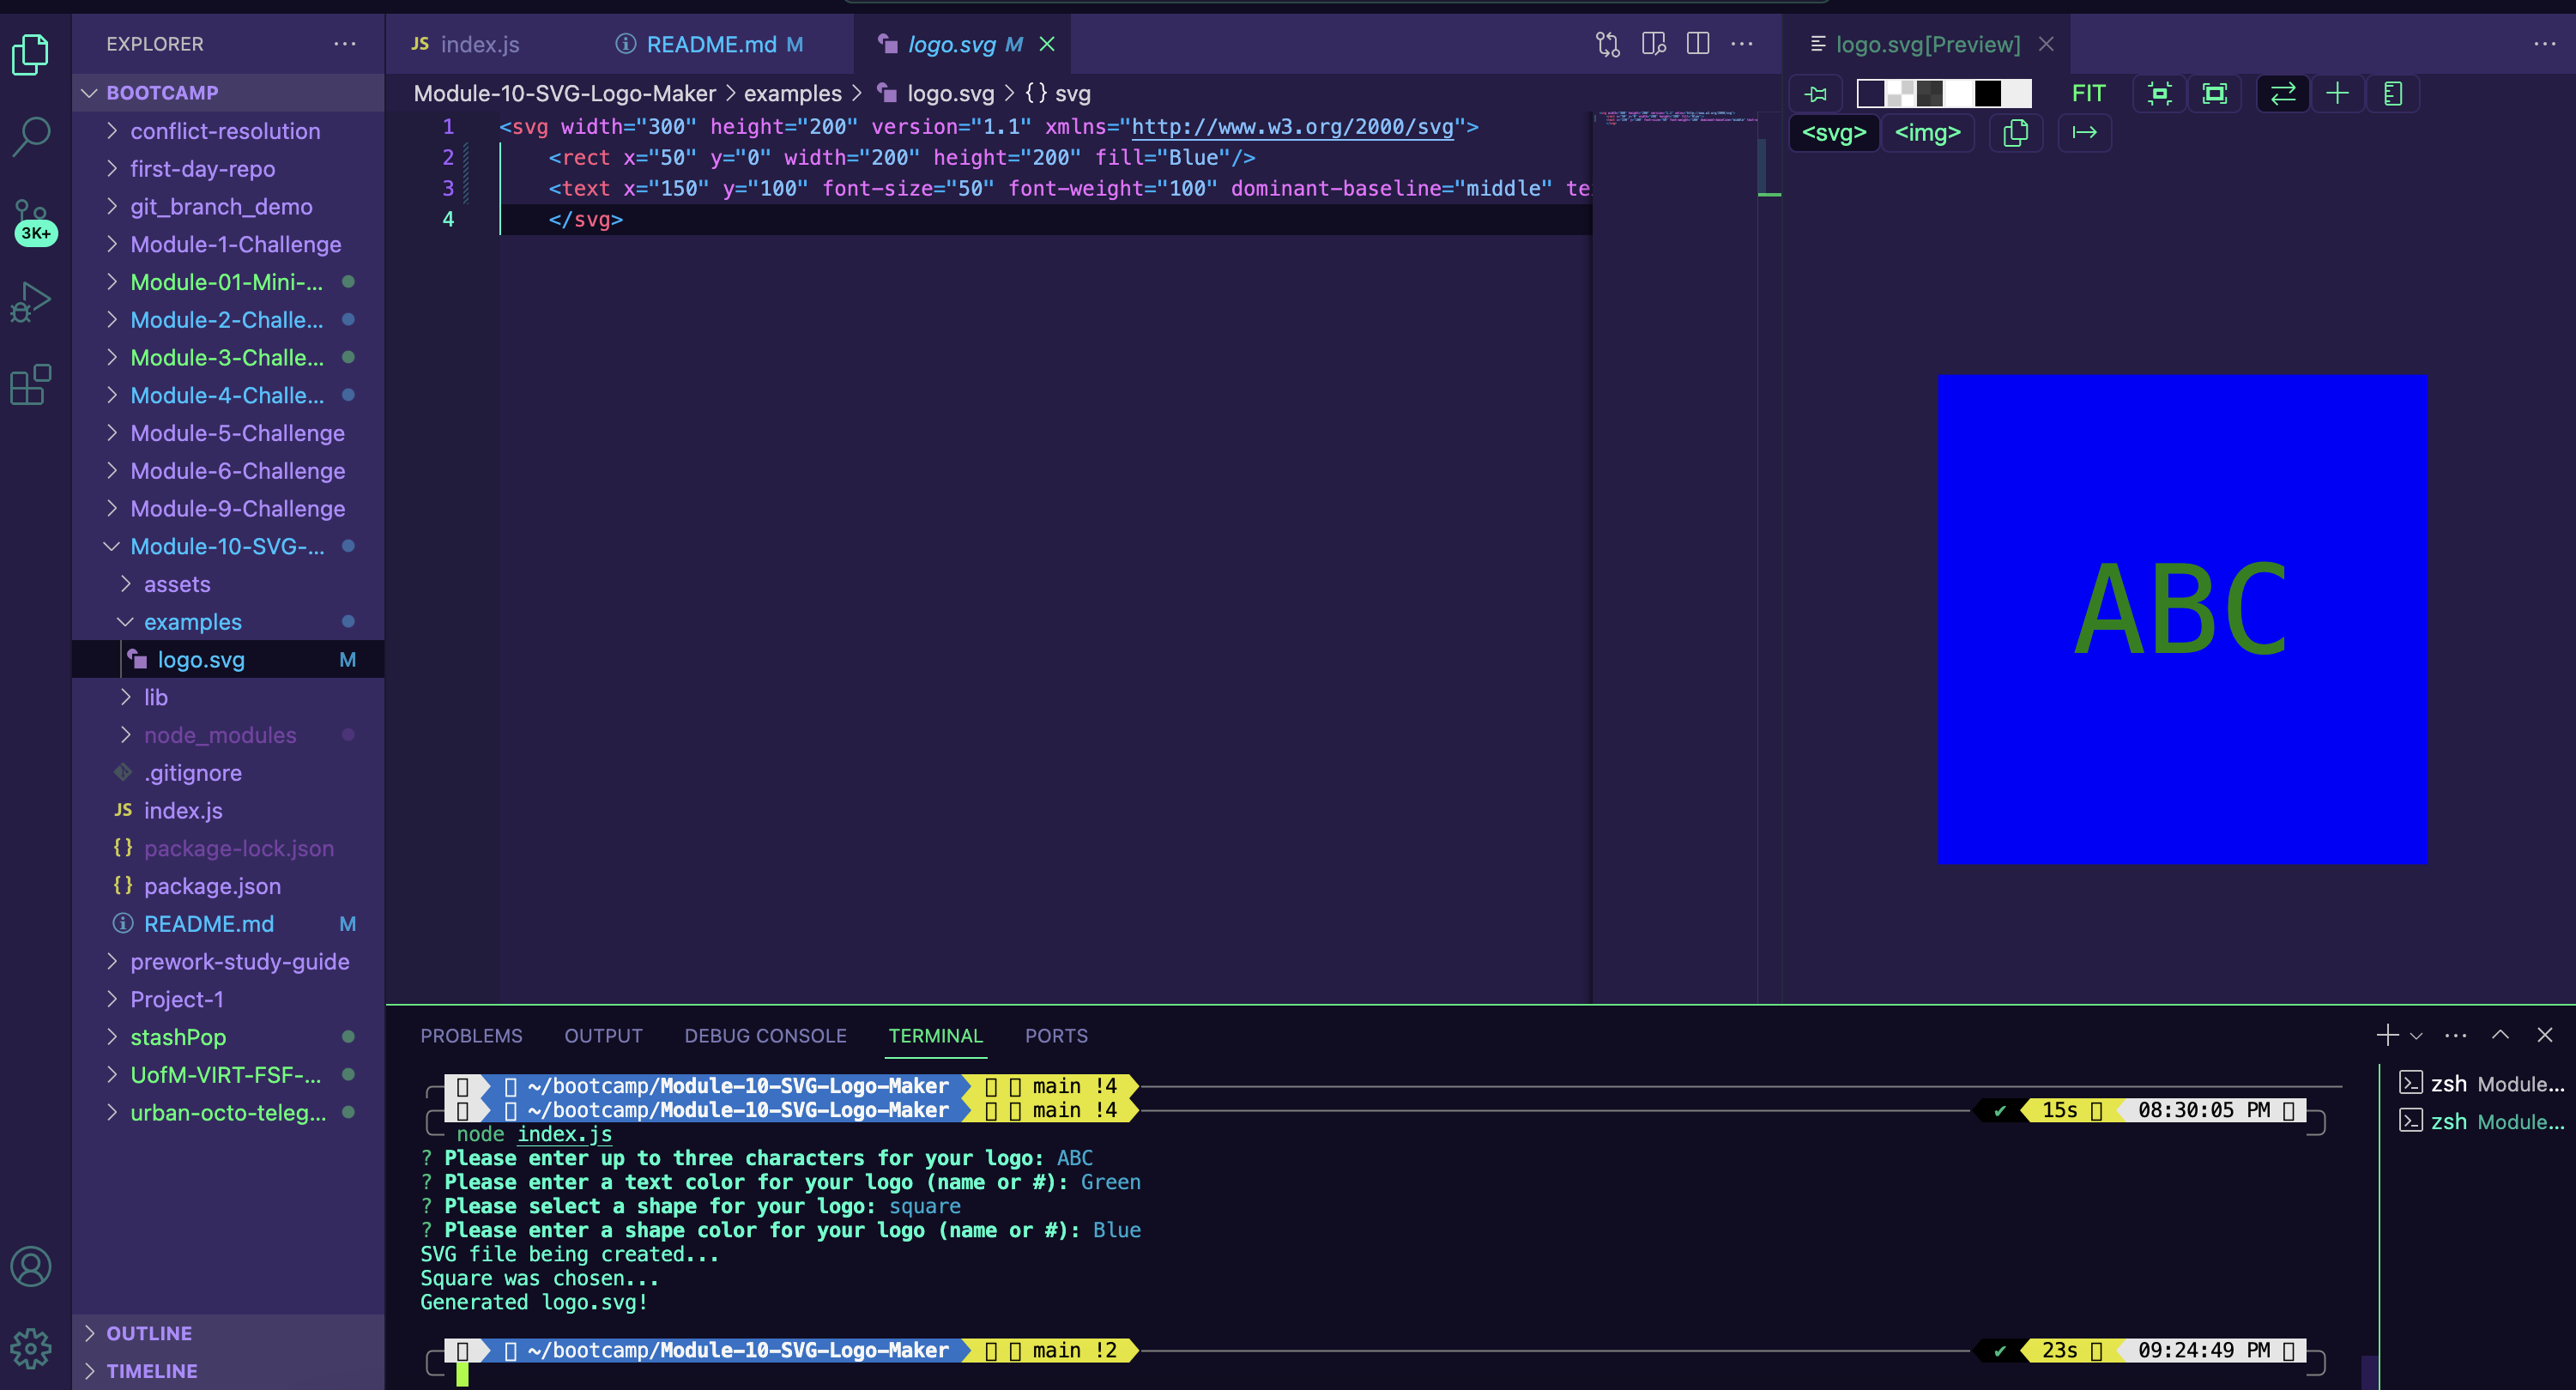 EXPLORER
BOOTCAMP
conflict-resolution
first-day-repo
git_branch_demo
Module-1-Challenge
Module-01-Mini-...
Module-2-Challe...
Module-3-Challe...
Module-4-Challe...
Module-5-Challenge
Module-6-Challenge
Module-9-Challenge
Module-10-SVG-...
assets
examples
logo.svg M
lib
node_modules
.gitignore
JS index.js
{} package-lock.json
{} package.json
README.md M
prework-study-guide
Project-1
stashPop
UofM-VIRT-FSF-...
urban-octo-teleg...
OUTLINE
TIMELINE
3K+
JS index.js
README.md M
logo.svg M
Module-10-SVG-Logo-Maker > examples > logo.svg > {} svg
1 <svg width="300" height="200" version="1.1" xmlns="http://www.w3.org/2000/svg">
2 <rect x="50" y="0" width="200" height="200" fill="Blue"/>
3 <text x="150" y="100" font-size="50" font-weight="100" dominant-baseline="middle" te
4 </svg>
logo.svg[Preview]
FIT
<svg> <img>
ABC
PROBLEMS OUTPUT DEBUG CONSOLE TERMINAL PORTS
~/bootcamp/Module-10-SVG-Logo-Maker main !4
~/bootcamp/Module-10-SVG-Logo-Maker main !4 ✔ 15s 08:30:05 PM
node index.js
? Please enter up to three characters for your logo: ABC
? Please enter a text color for your logo (name or #): Green
? Please select a shape for your logo: square
? Please enter a shape color for your logo (name or #): Blue
SVG file being created...
Square was chosen...
Generated logo.svg!
~/bootcamp/Module-10-SVG-Logo-Maker main !2 ✔ 23s 09:24:49 PM
zsh Module...
zsh Module...